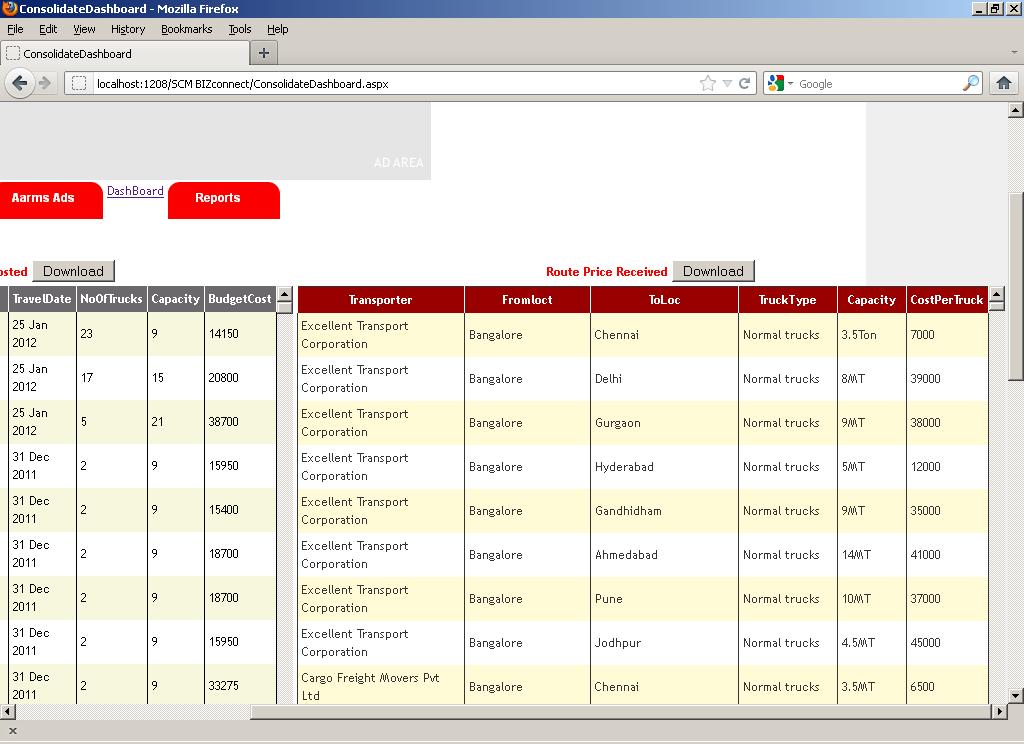 ConsolidateDashboard - Mozilla Firefox
File Edit View History Bookmarks Tools Help
ConsolidateDashboard
localhost:1208/SCM BIZconnect/ConsolidateDashboard.aspx Google
AD AREA
Aarms Ads DashBoard Reports
osted Download Route Price Received Download
TravelDate NoOfTrucks Capacity BudgetCost Transporter Fromloct ToLoc TruckType Capacity CostPerTruck
25 Jan 2012 23 9 14150 Excellent Transport Corporation Bangalore Chennai Normal trucks 3.5Ton 7000
25 Jan 2012 17 15 20800 Excellent Transport Corporation Bangalore Delhi Normal trucks 8MT 39000
25 Jan 2012 5 21 38700 Excellent Transport Corporation Bangalore Gurgaon Normal trucks 9MT 38000
31 Dec 2011 2 9 15950 Excellent Transport Corporation Bangalore Hyderabad Normal trucks 5MT 12000
31 Dec 2011 2 9 15400 Excellent Transport Corporation Bangalore Gandhidham Normal trucks 9MT 35000
31 Dec 2011 2 9 18700 Excellent Transport Corporation Bangalore Ahmedabad Normal trucks 14MT 41000
31 Dec 2011 2 9 18700 Excellent Transport Corporation Bangalore Pune Normal trucks 10MT 37000
31 Dec 2011 2 9 15950 Excellent Transport Corporation Bangalore Jodhpur Normal trucks 4.5MT 45000
31 Dec 2011 2 9 33275 Cargo Freight Movers Pvt Ltd Bangalore Chennai Normal trucks 3.5MT 6500